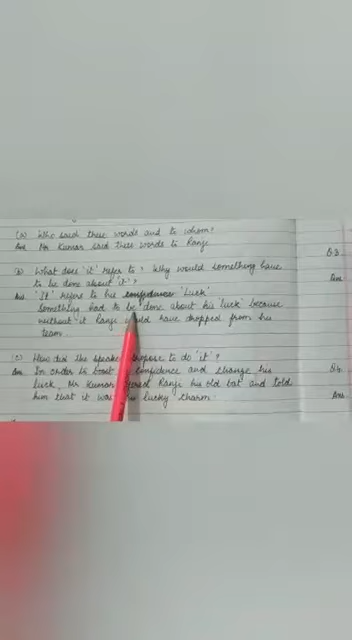 (a) Who said these words and to whom?
Ans Mr Kumar said these words to Ranji
(b) What does 'it' refer to? Why would something have
to be done about 'it'?
Ans. 'It' refers to his confidence 'Luck'
Something had to be done about his 'luck' because
without it Ranji would have dropped from his
team.
(c) How did the speaker propose to do 'it'?
Ans In order to boost confidence and change his
luck, Mr Kumar Ranji his old bat and told
him that it was lucky charm.
Q3
Ans
Q4
Ans